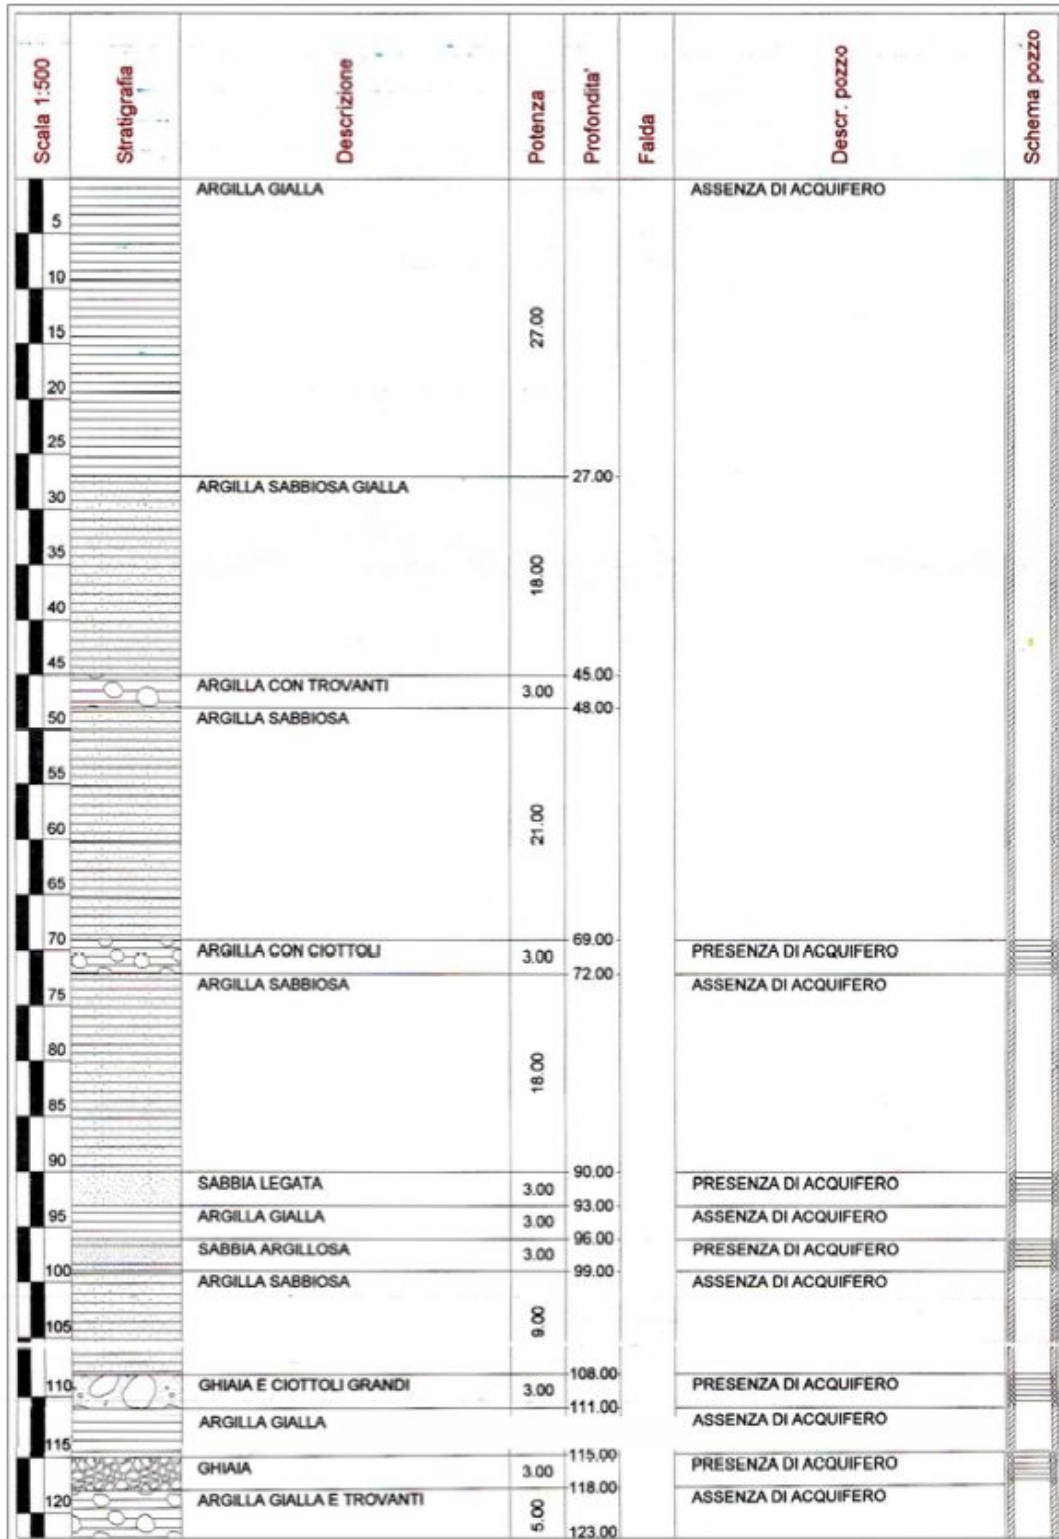 Scala 1:500 Stratigrafia Descrizione Potenza Profondita' Falda Descr. pozzo Schema pozzo
ARGILLA GIALLA ASSENZA DI ACQUIFERO
5
10
15 27.00
20
25
27.00
30 ARGILLA SABBIOSA GIALLA
35
18.00
40
45 45.00
ARGILLA CON TROVANTI 3.00
48.00
50 ARGILLA SABBIOSA
55
60 21.00
65
70 69.00
ARGILLA CON CIOTTOLI 3.00 PRESENZA DI ACQUIFERO
72.00
75 ARGILLA SABBIOSA ASSENZA DI ACQUIFERO
80
18.00
85
90 90.00
SABBIA LEGATA 3.00 PRESENZA DI ACQUIFERO
93.00
95 ARGILLA GIALLA 3.00 ASSENZA DI ACQUIFERO
96.00
SABBIA ARGILLOSA 3.00 PRESENZA DI ACQUIFERO
100 99.00
ARGILLA SABBIOSA ASSENZA DI ACQUIFERO
105 9.00
108.00
110 GHIAIA E CIOTTOLI GRANDI 3.00 PRESENZA DI ACQUIFERO
111.00
ARGILLA GIALLA ASSENZA DI ACQUIFERO
115
115.00
GHIAIA 3.00 PRESENZA DI ACQUIFERO
118.00
120 ARGILLA GIALLA E TROVANTI ASSENZA DI ACQUIFERO
5.00
123.00